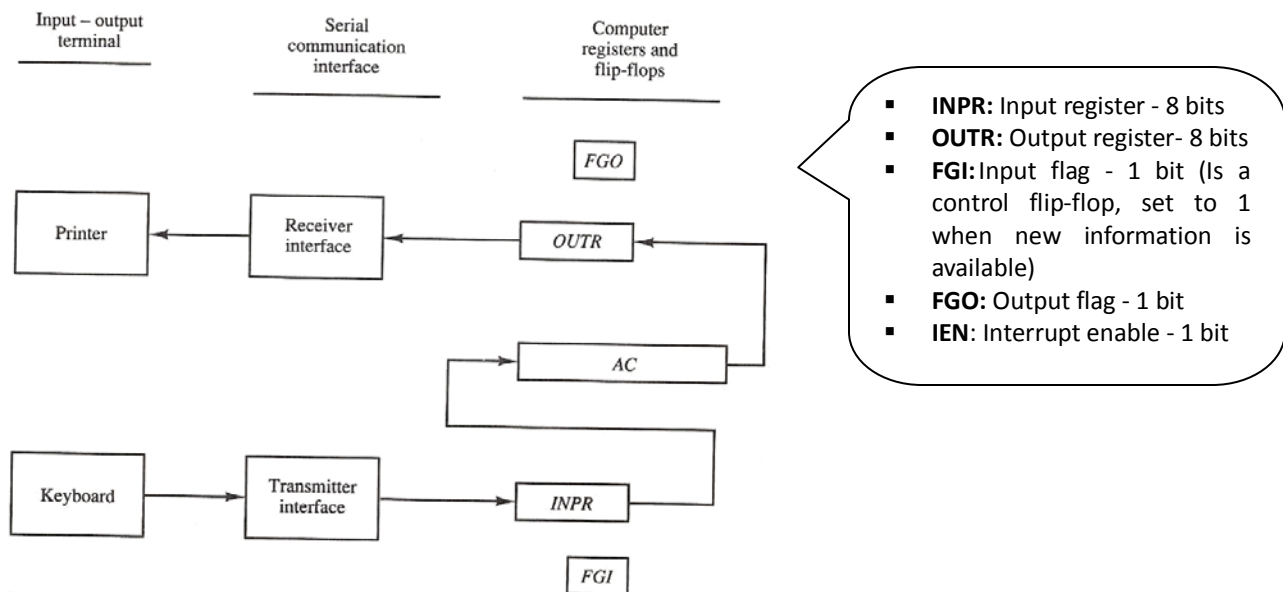 Input – output
terminal
Serial
communication
interface
Computer
registers and
flip-flops
FGO
Printer
Receiver
interface
OUTR
AC
Keyboard
Transmitter
interface
INPR
FGI
▪ INPR: Input register - 8 bits
▪ OUTR: Output register- 8 bits
▪ FGI: Input flag - 1 bit (Is a
control flip-flop, set to 1
when new information is
available)
▪ FGO: Output flag - 1 bit
▪ IEN: Interrupt enable - 1 bit